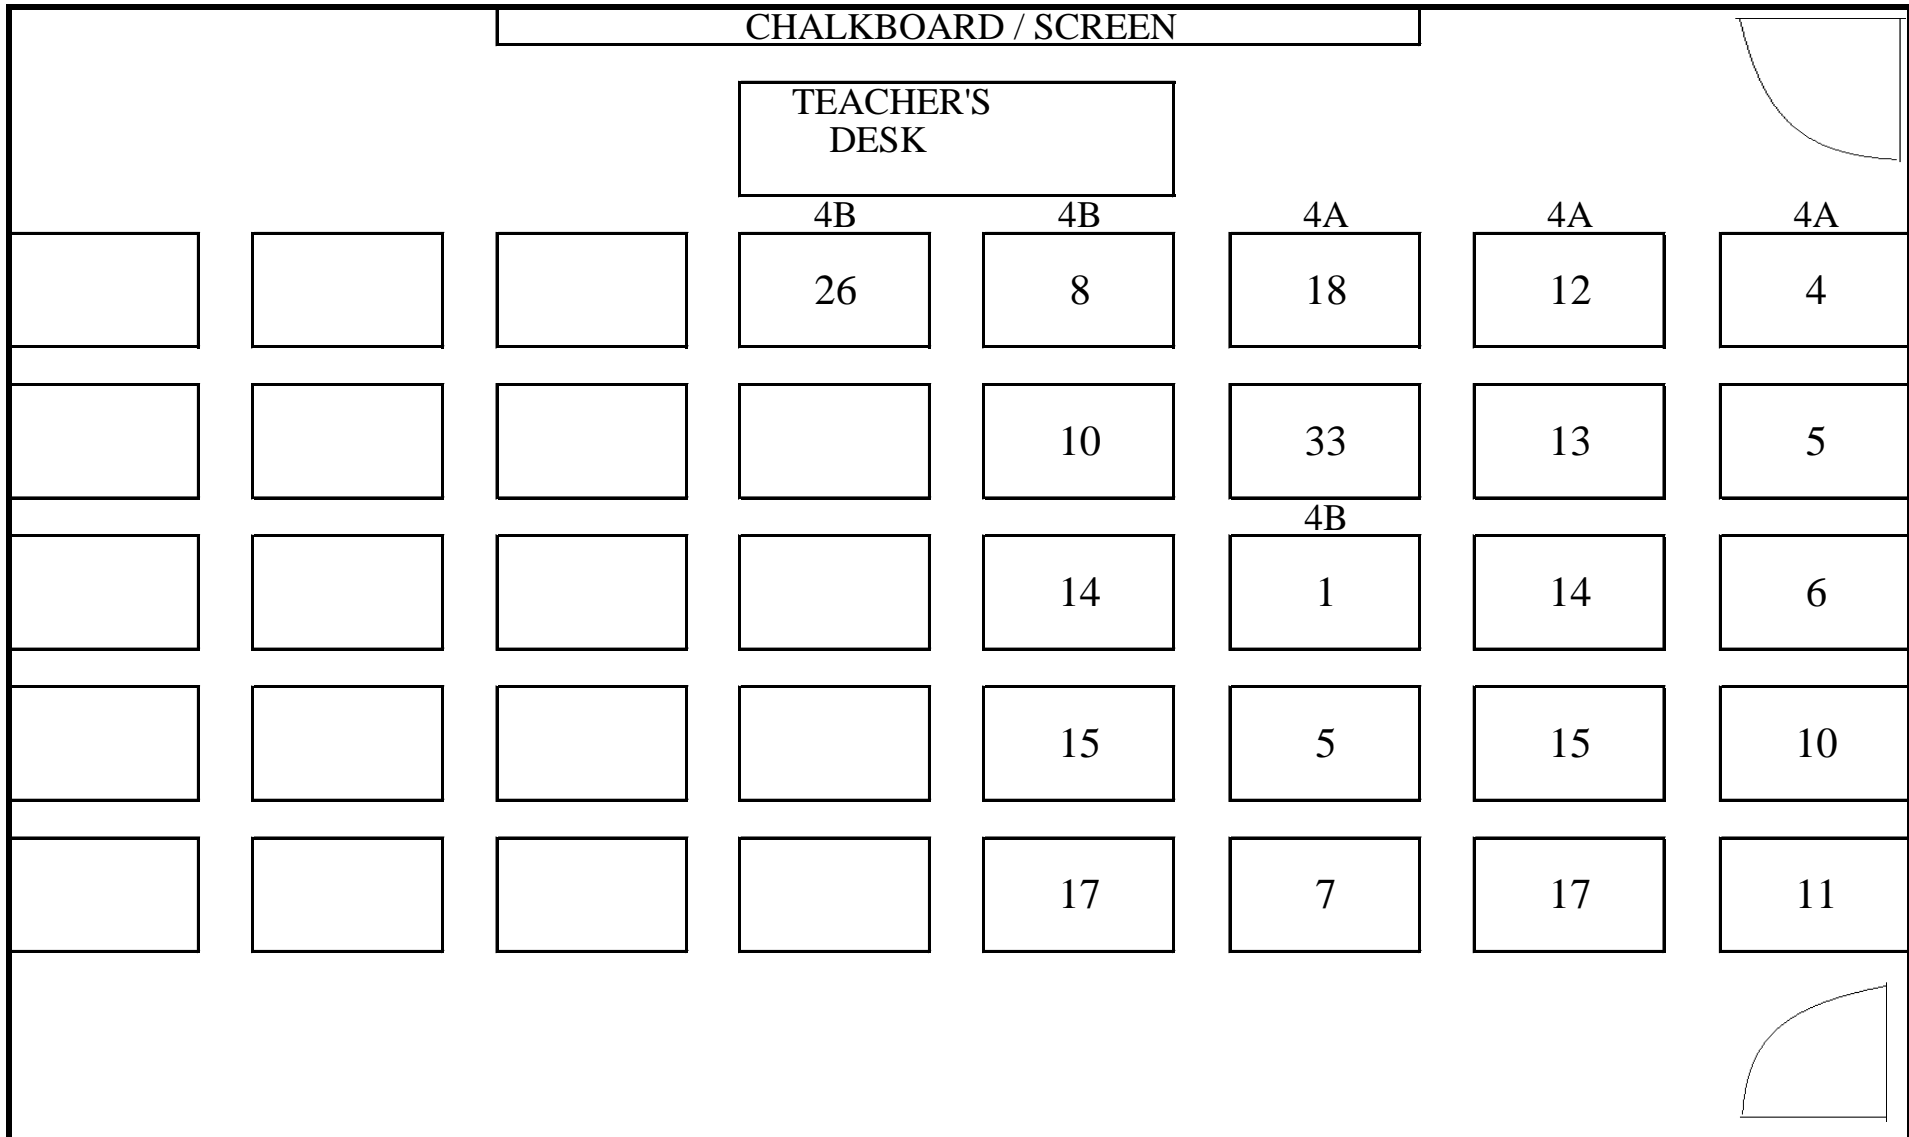 CHALKBOARD / SCREEN
TEACHER'S
DESK
4B 4B 4A 4A 4A
26 8 18 12 4
10 33 13 5
4B
14 1 14 6
15 5 15 10
17 7 17 11